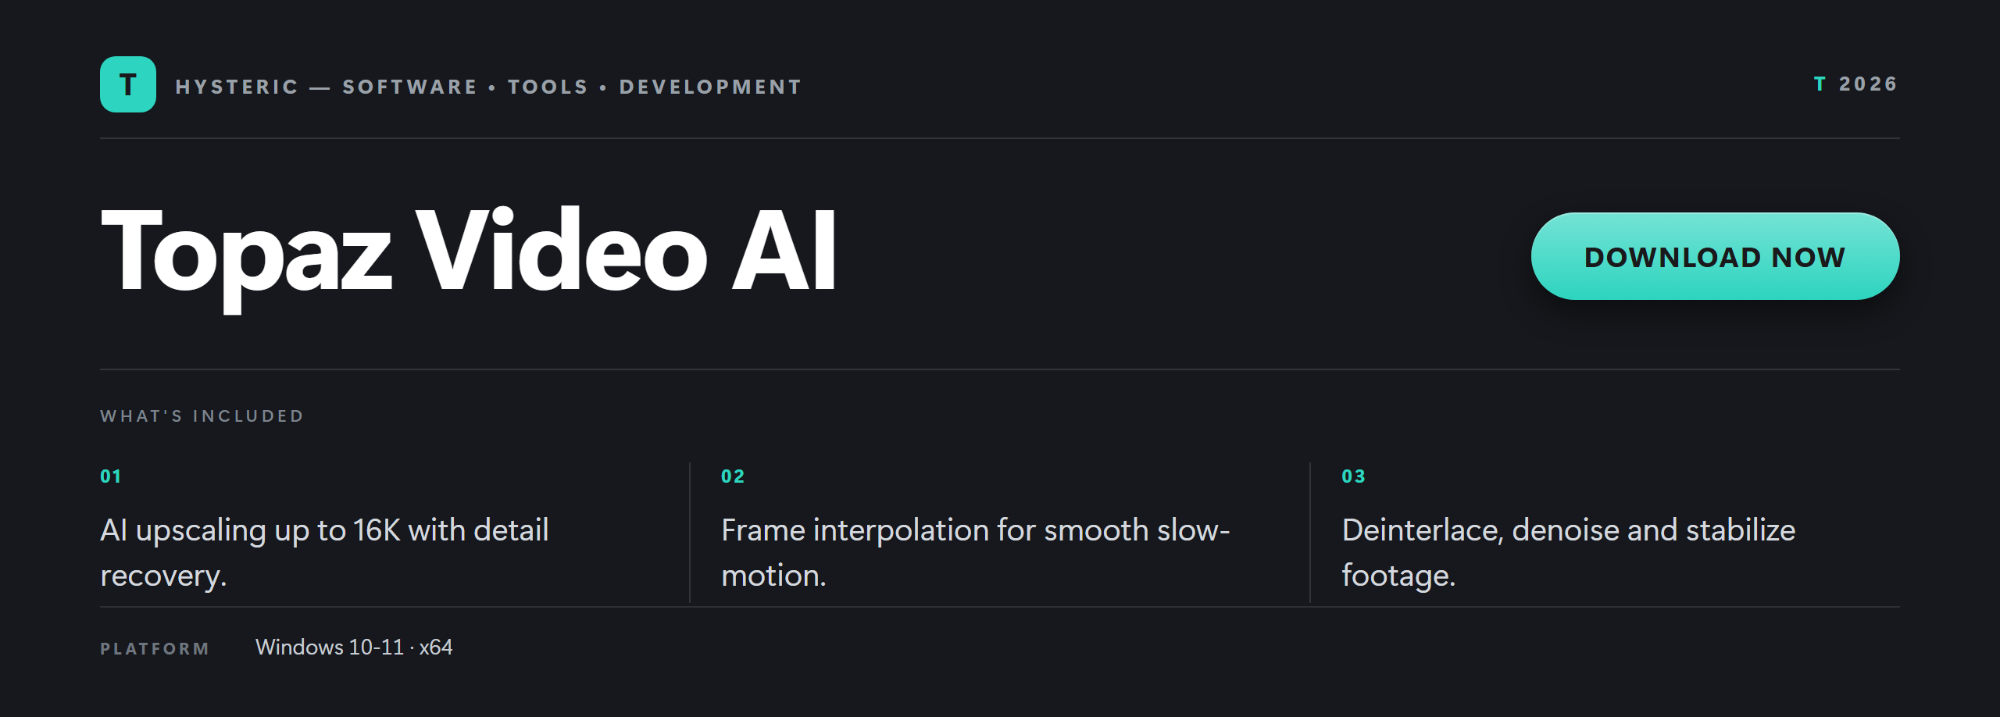 T HYSTERIC — SOFTWARE • TOOLS • DEVELOPMENT
T 2026
Topaz Video AI
DOWNLOAD NOW
WHAT'S INCLUDED
01
AI upscaling up to 16K with detail
recovery.
02
Frame interpolation for smooth slow-
motion.
03
Deinterlace, denoise and stabilize
footage.
PLATFORM Windows 10-11 · x64